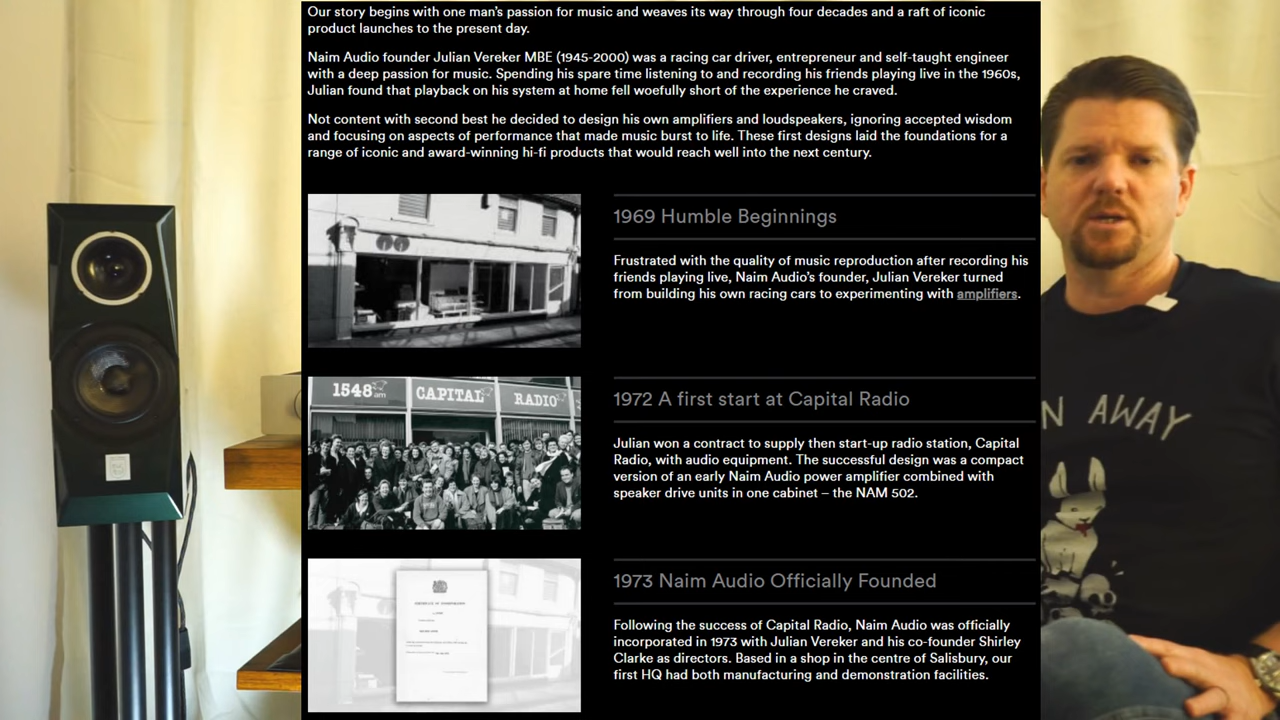 Our story begins with one man's passion for music and weaves its way through four decades and a raft of iconic
product launches to the present day.
Naim Audio founder Julian Vereker MBE (1945-2000) was a racing car driver, entrepreneur and self-taught engineer
with a deep passion for music. Spending his spare time listening to and recording his friends playing live in the 1960s,
Julian found that playback on his system at home fell woefully short of the experience he craved.
Not content with second best he decided to design his own amplifiers and loudspeakers, ignoring accepted wisdom
and focusing on aspects of performance that made music burst to life. These first designs laid the foundations for a
range of iconic and award-winning hi-fi products that would reach well into the next century.
1969 Humble Beginnings
Frustrated with the quality of music reproduction after recording his
friends playing live, Naim Audio's founder, Julian Vereker turned
from building his own racing cars to experimenting with amplifiers.
1548 am CAPITAL RADIO
1972 A first start at Capital Radio
Julian won a contract to supply then start-up radio station, Capital
Radio, with audio equipment. The successful design was a compact
version of an early Naim Audio power amplifier combined with
speaker drive units in one cabinet – the NAM 502.
1973 Naim Audio Officially Founded
Following the success of Capital Radio, Naim Audio was officially
incorporated in 1973 with Julian Vereker and his co-founder Shirley
Clarke as directors. Based in a shop in the centre of Salisbury, our
first HQ had both manufacturing and demonstration facilities.
N AWAY